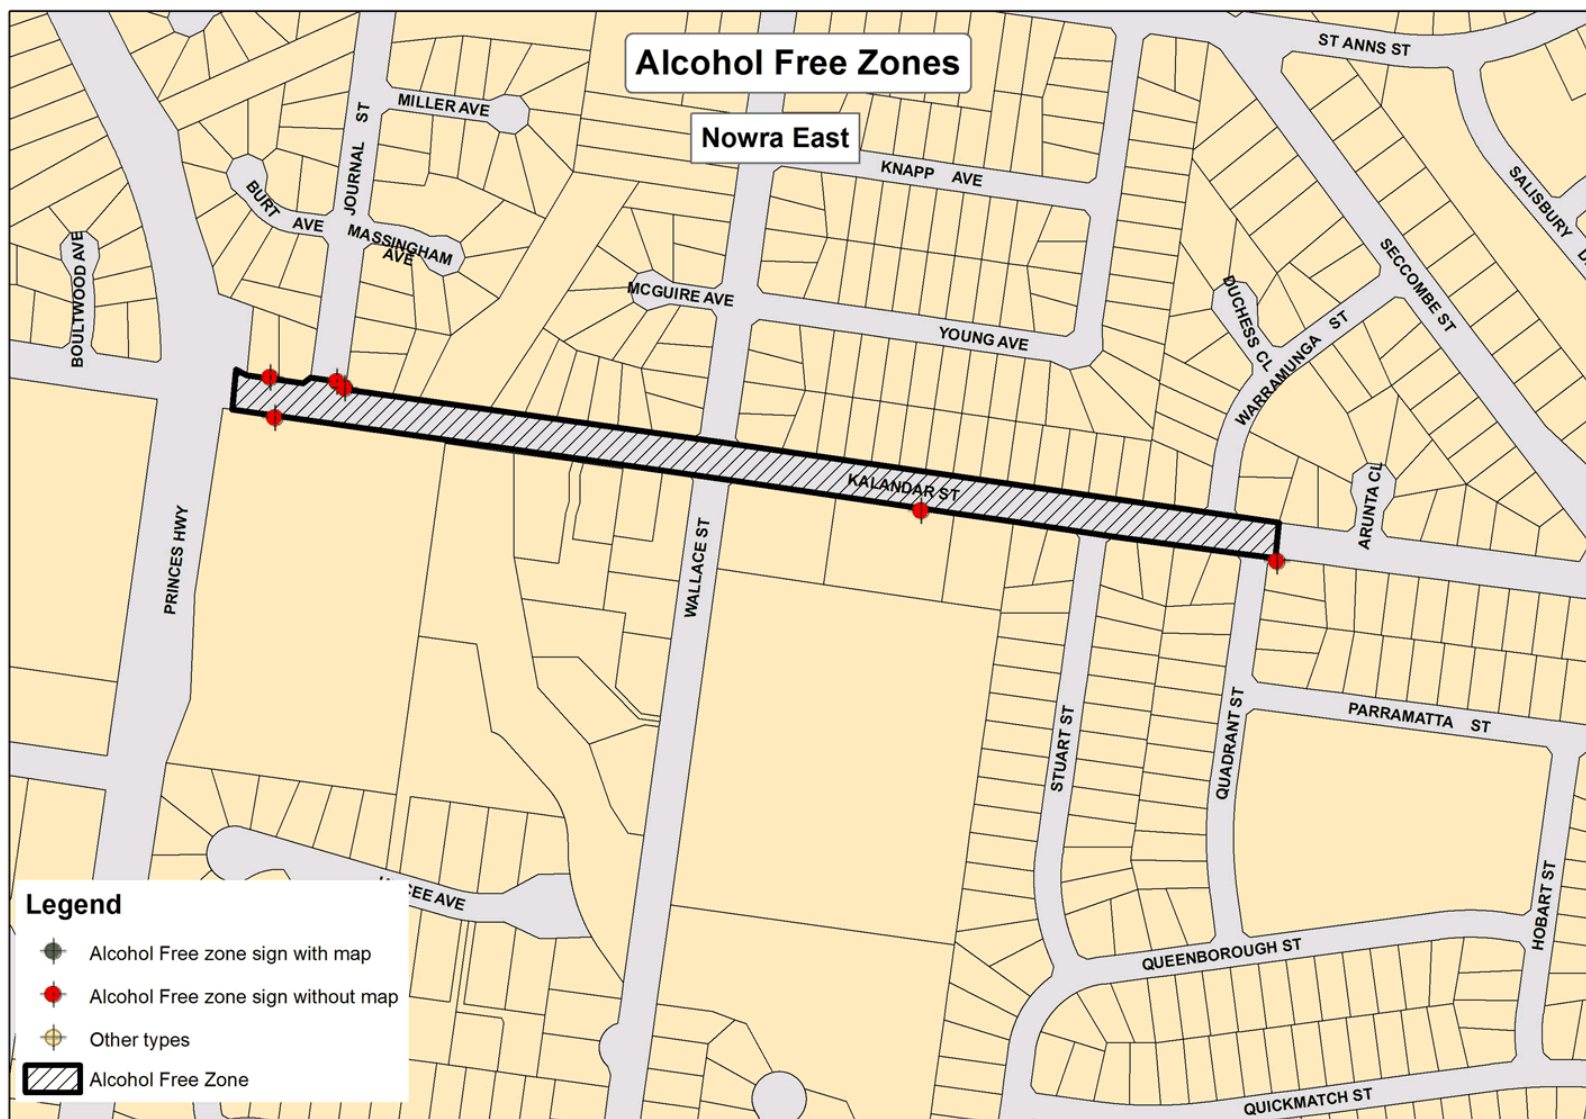 Alcohol Free Zones
Nowra East
ST ANNS ST
MILLER AVE
JOURNAL ST
KNAPP AVE
SALISBURY
BURT AVE
MASSINGHAM
AVE
BOULTWOOD AVE
SECCOMBE ST
MCGUIRE AVE
DUCHESS CL
YOUNG AVE
WARRAMUNGA ST
KALANDAR ST
ARUNTA CL
PRINCES HWY
WALLACE ST
STUART ST
QUADRANT ST
PARRAMATTA ST
CEE AVE
HOBART ST
QUEENBOROUGH ST
QUICKMATCH ST
Legend
Alcohol Free zone sign with map
Alcohol Free zone sign without map
Other types
Alcohol Free Zone